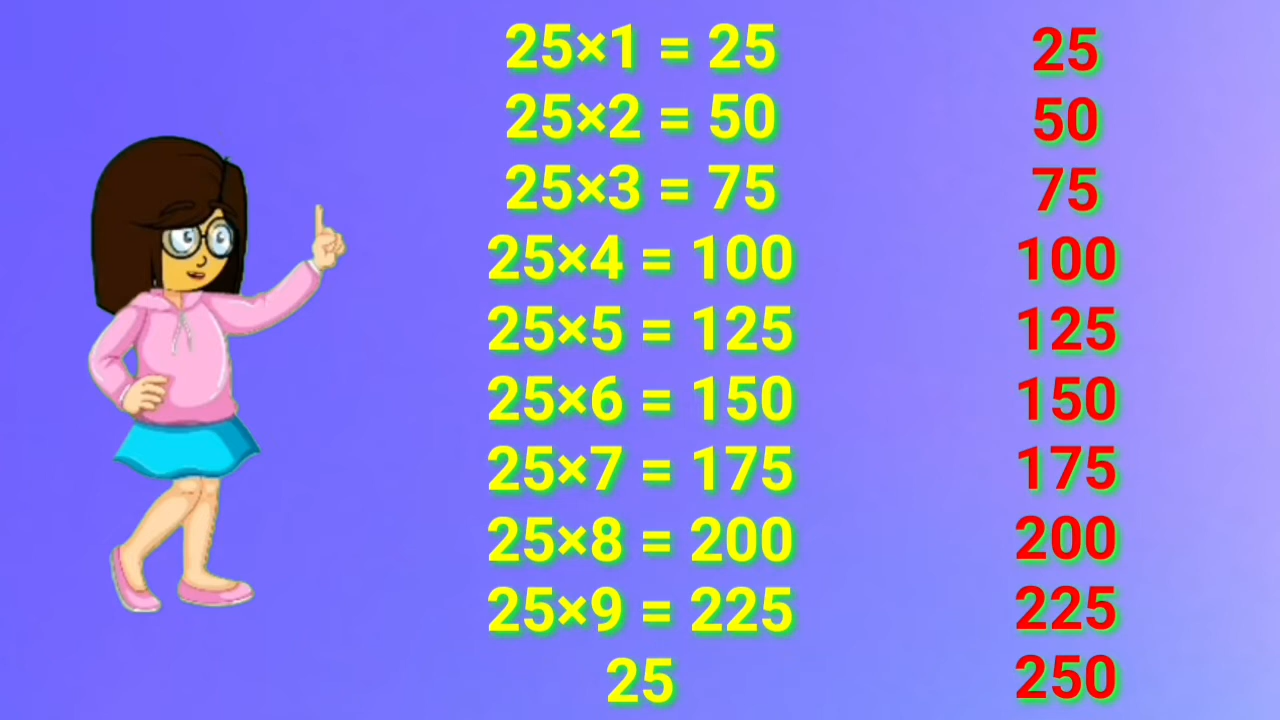 25×1 = 25 25
25×2 = 50 50
25×3 = 75 75
25×4 = 100 100
25×5 = 125 125
25×6 = 150 150
25×7 = 175 175
25×8 = 200 200
25×9 = 225 225
25 250